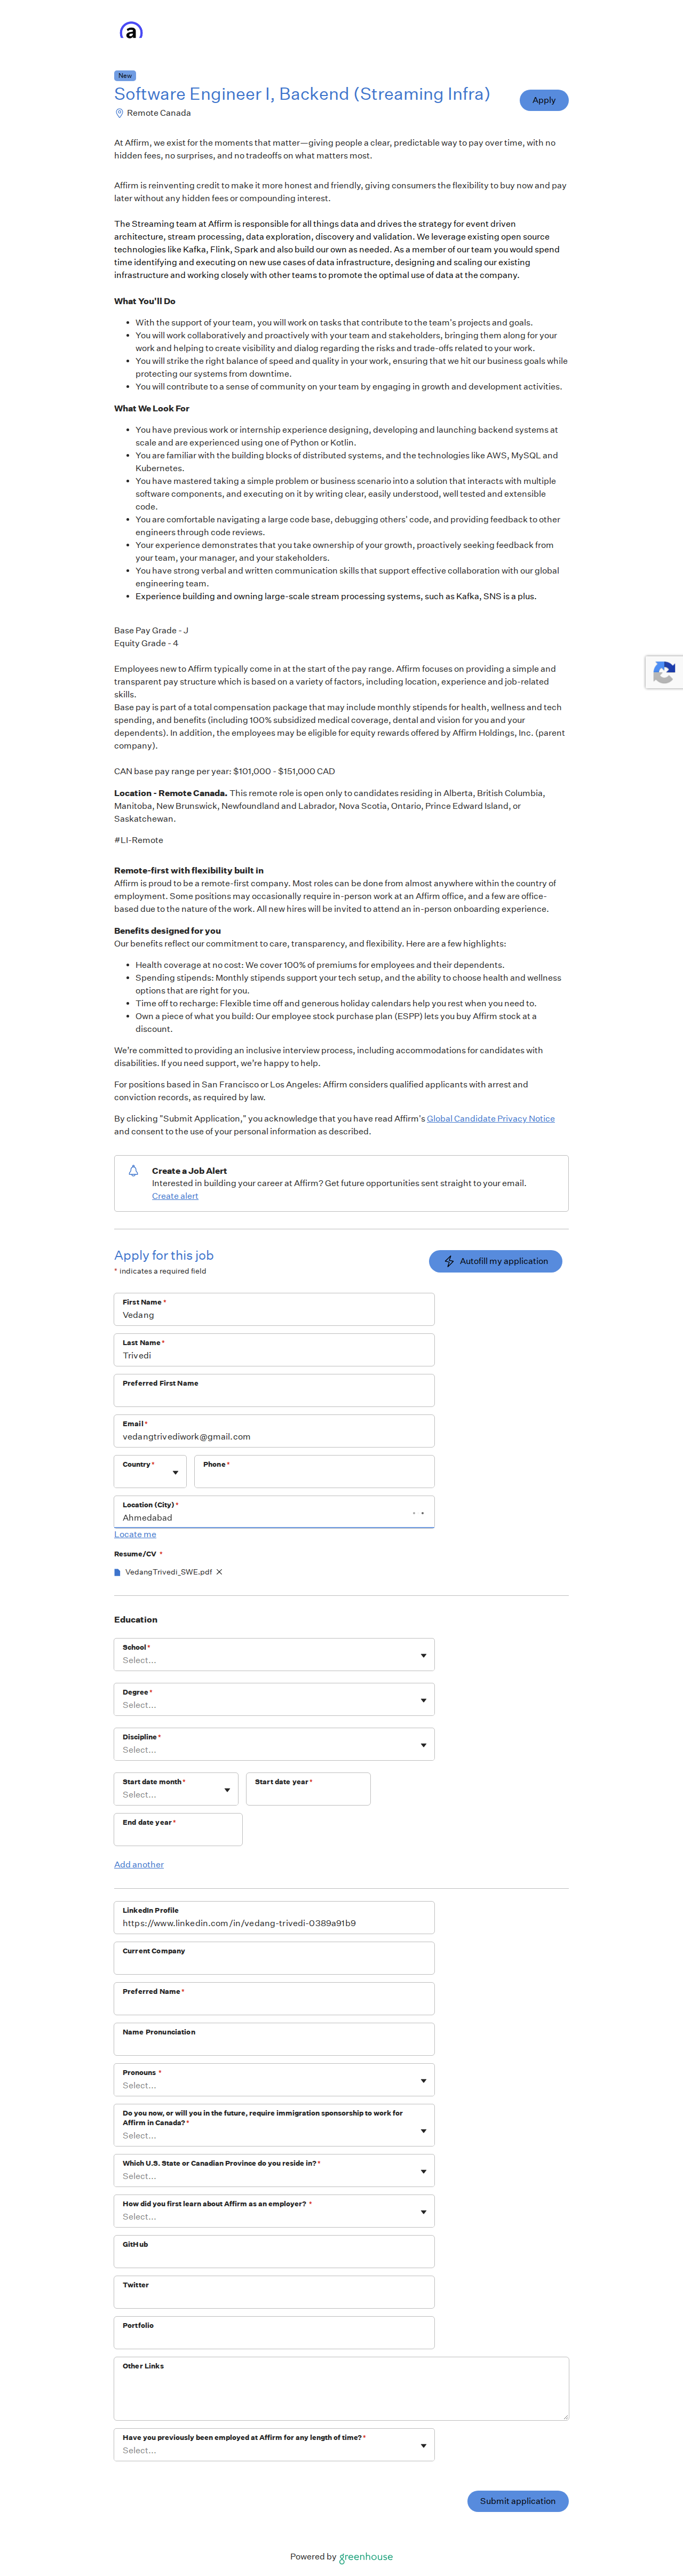 a
New
Software Engineer I, Backend (Streaming Infra)
Apply
Remote Canada
At Affirm, we exist for the moments that matter—giving people a clear, predictable way to pay over time, with no
hidden fees, no surprises, and no tradeoffs on what matters most.
Affirm is reinventing credit to make it more honest and friendly, giving consumers the flexibility to buy now and pay
later without any hidden fees or compounding interest.
The Streaming team at Affirm is responsible for all things data and drives the strategy for event driven
architecture, stream processing, data exploration, discovery and validation. We leverage existing open source
technologies like Kafka, Flink, Spark and also build our own as needed. As a member of our team you would spend
time identifying and executing on new use cases of data infrastructure, designing and scaling our existing
infrastructure and working closely with other teams to promote the optimal use of data at the company.
What You'll Do
• With the support of your team, you will work on tasks that contribute to the team's projects and goals.
• You will work collaboratively and proactively with your team and stakeholders, bringing them along for your
work and helping to create visibility and dialog regarding the risks and trade-offs related to your work.
• You will strike the right balance of speed and quality in your work, ensuring that we hit our business goals while
protecting our systems from downtime.
• You will contribute to a sense of community on your team by engaging in growth and development activities.
What We Look For
• You have previous work or internship experience designing, developing and launching backend systems at
scale and are experienced using one of Python or Kotlin.
• You are familiar with the building blocks of distributed systems, and the technologies like AWS, MySQL and
Kubernetes.
• You have mastered taking a simple problem or business scenario into a solution that interacts with multiple
software components, and executing on it by writing clear, easily understood, well tested and extensible
code.
• You are comfortable navigating a large code base, debugging others' code, and providing feedback to other
engineers through code reviews.
• Your experience demonstrates that you take ownership of your growth, proactively seeking feedback from
your team, your manager, and your stakeholders.
• You have strong verbal and written communication skills that support effective collaboration with our global
engineering team.
• Experience building and owning large-scale stream processing systems, such as Kafka, SNS is a plus.
Base Pay Grade - J
Equity Grade - 4
Employees new to Affirm typically come in at the start of the pay range. Affirm focuses on providing a simple and
transparent pay structure which is based on a variety of factors, including location, experience and job-related
skills.
Base pay is part of a total compensation package that may include monthly stipends for health, wellness and tech
spending, and benefits (including 100% subsidized medical coverage, dental and vision for you and your
dependents). In addition, the employees may be eligible for equity rewards offered by Affirm Holdings, Inc. (parent
company).
CAN base pay range per year: $101,000 - $151,000 CAD
Location - Remote Canada. This remote role is open only to candidates residing in Alberta, British Columbia,
Manitoba, New Brunswick, Newfoundland and Labrador, Nova Scotia, Ontario, Prince Edward Island, or
Saskatchewan.
#LI-Remote
Remote-first with flexibility built in
Affirm is proud to be a remote-first company. Most roles can be done from almost anywhere within the country of
employment. Some positions may occasionally require in-person work at an Affirm office, and a few are office-
based due to the nature of the work. All new hires will be invited to attend an in-person onboarding experience.
Benefits designed for you
Our benefits reflect our commitment to care, transparency, and flexibility. Here are a few highlights:
• Health coverage at no cost: We cover 100% of premiums for employees and their dependents.
• Spending stipends: Monthly stipends support your tech setup, and the ability to choose health and wellness
options that are right for you.
• Time off to recharge: Flexible time off and generous holiday calendars help you rest when you need to.
• Own a piece of what you build: Our employee stock purchase plan (ESPP) lets you buy Affirm stock at a
discount.
We're committed to providing an inclusive interview process, including accommodations for candidates with
disabilities. If you need support, we're happy to help.
For positions based in San Francisco or Los Angeles: Affirm considers qualified applicants with arrest and
conviction records, as required by law.
By clicking "Submit Application," you acknowledge that you have read Affirm's Global Candidate Privacy Notice
and consent to the use of your personal information as described.
Create a Job Alert
Interested in building your career at Affirm? Get future opportunities sent straight to your email.
Create alert
Apply for this job
* indicates a required field
Autofill my application
First Name *
Vedang
Last Name *
Trivedi
Preferred First Name
Email *
vedangtrivediwork@gmail.com
Country * Phone *
Location (City) *
Ahmedabad
Locate me
Resume/CV *
VedangTrivedi_SWE.pdf
Education
School *
Select...
Degree *
Select...
Discipline *
Select...
Start date month * Start date year *
Select...
End date year *
Add another
LinkedIn Profile
https://www.linkedin.com/in/vedang-trivedi-0389a91b9
Current Company
Preferred Name *
Name Pronunciation
Pronouns *
Select...
Do you now, or will you in the future, require immigration sponsorship to work for
Affirm in Canada? *
Select...
Which U.S. State or Canadian Province do you reside in? *
Select...
How did you first learn about Affirm as an employer? *
Select...
GitHub
Twitter
Portfolio
Other Links
Have you previously been employed at Affirm for any length of time? *
Select...
Submit application
Powered by greenhouse